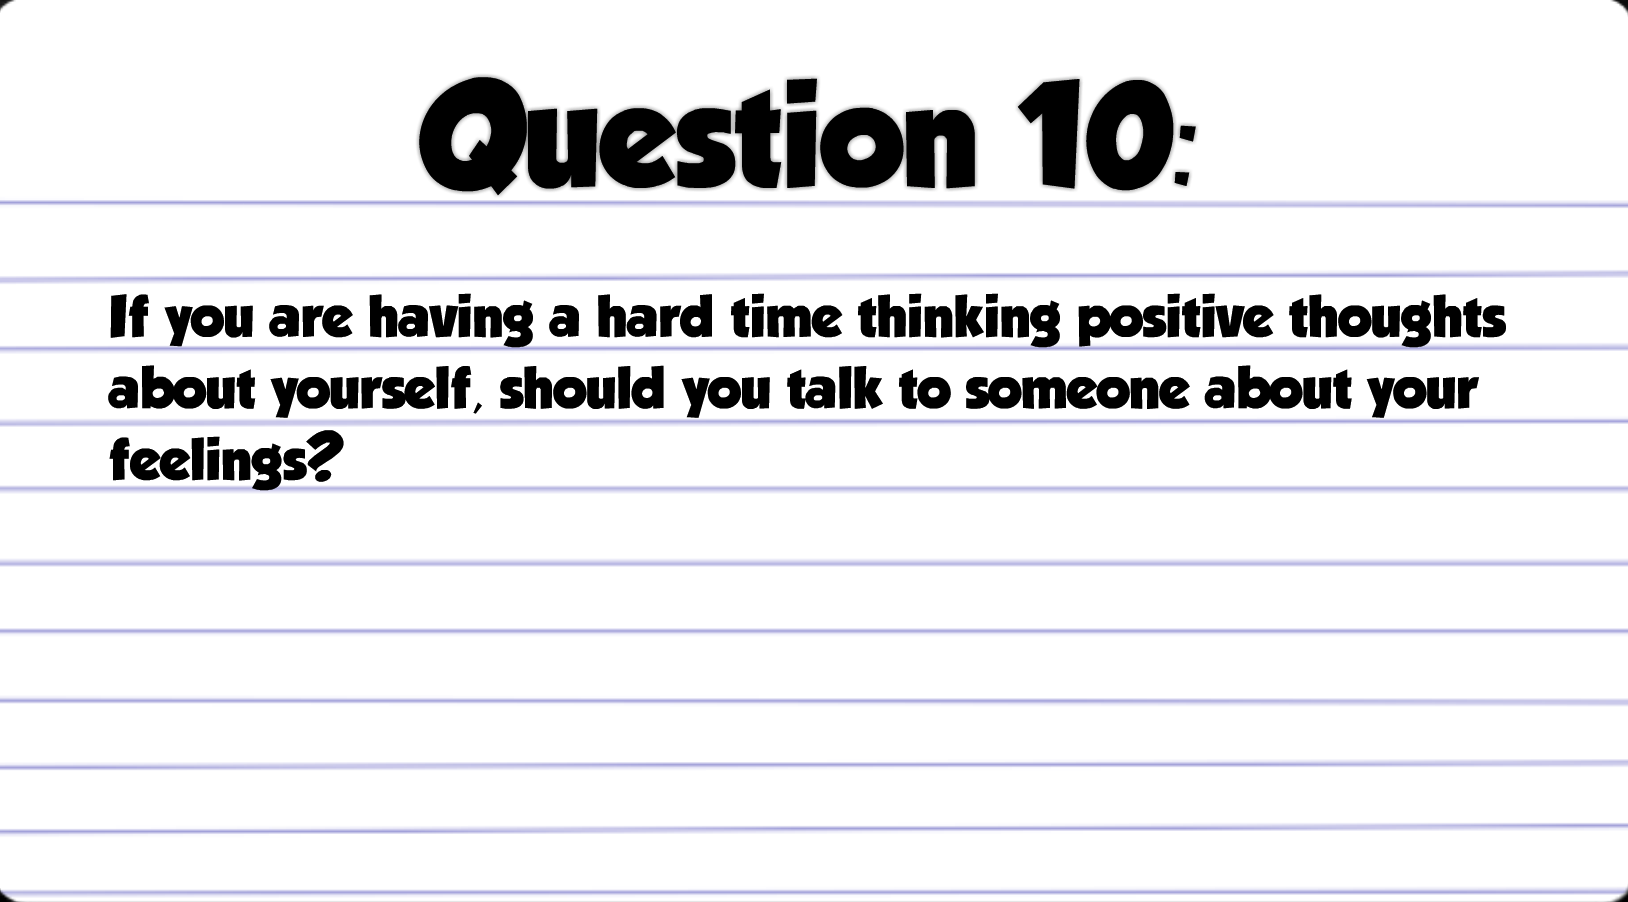 Question 10:
If you are having a hard time thinking positive thoughts
about yourself, should you talk to someone about your
feelings?